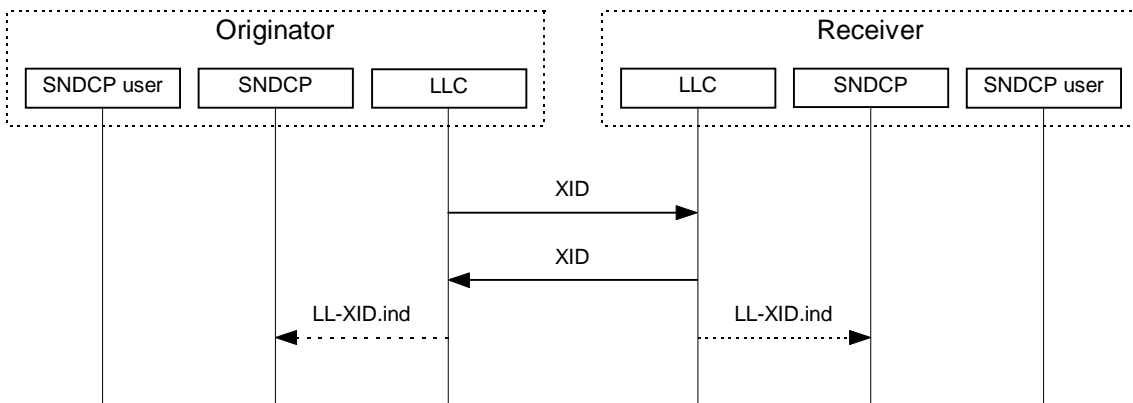 Originator
Receiver
SNDCP user
SNDCP
LLC
LLC
SNDCP
SNDCP user
XID
XID
LL-XID.ind
LL-XID.ind